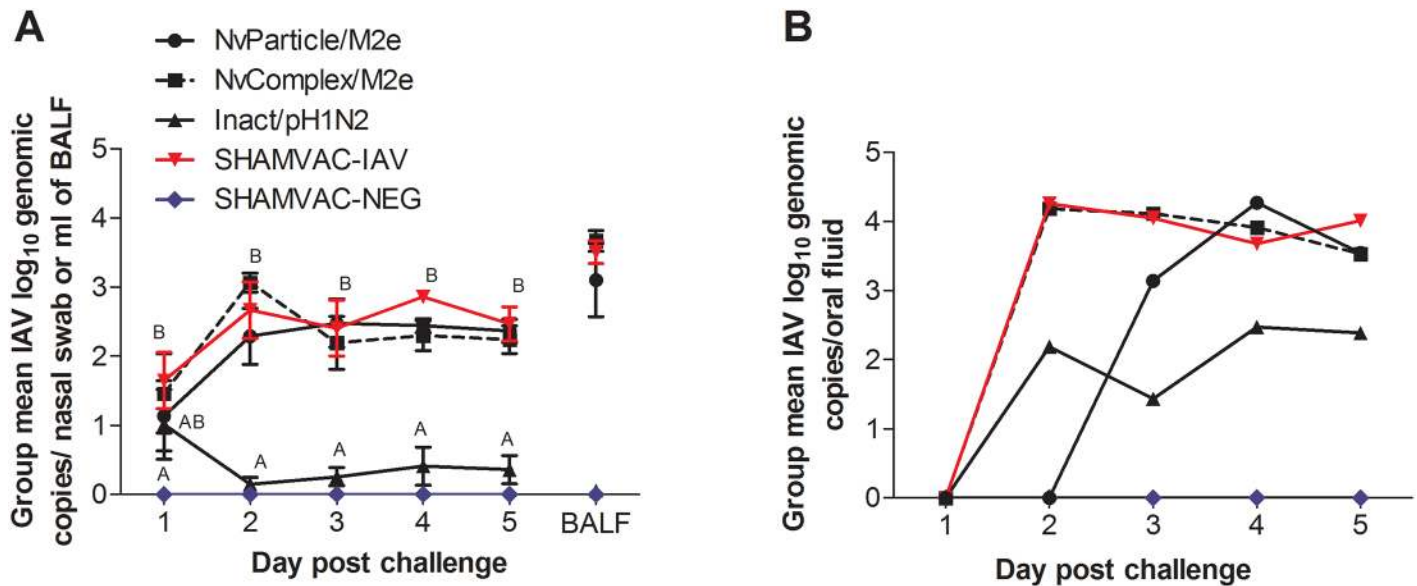 A
NvParticle/M2e
NvComplex/M2e
Inact/pH1N2
SHAMVAC-IAV
SHAMVAC-NEG
Group mean IAV log10 genomic
copies/ nasal swab or ml of BALF
5
4
3
2
1
0
B
B
B
B
B
AB
A
A
A
A
A
1
2
3
4
5
BALF
Day post challenge
B
Group mean IAV log10 genomic
copies/oral fluid
5
4
3
2
1
0
1
2
3
4
5
Day post challenge